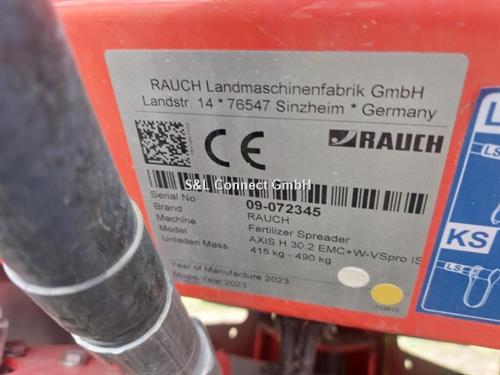 RAUCH Landmaschinenfabrik GmbH
Landstr. 14 * 76547 Sinzheim * Germany
CE
RAUCH
S&L Connect GmbH
Serial No 09-072345
Brand RAUCH
Machine Fertilizer Spreader
Model AXIS H 30.2 EMC+W-VSpro IS
Unladen Mass 415 kg - 490 kg
Year of Manufacture 2023
Model Year 2023
LS
KS
LS